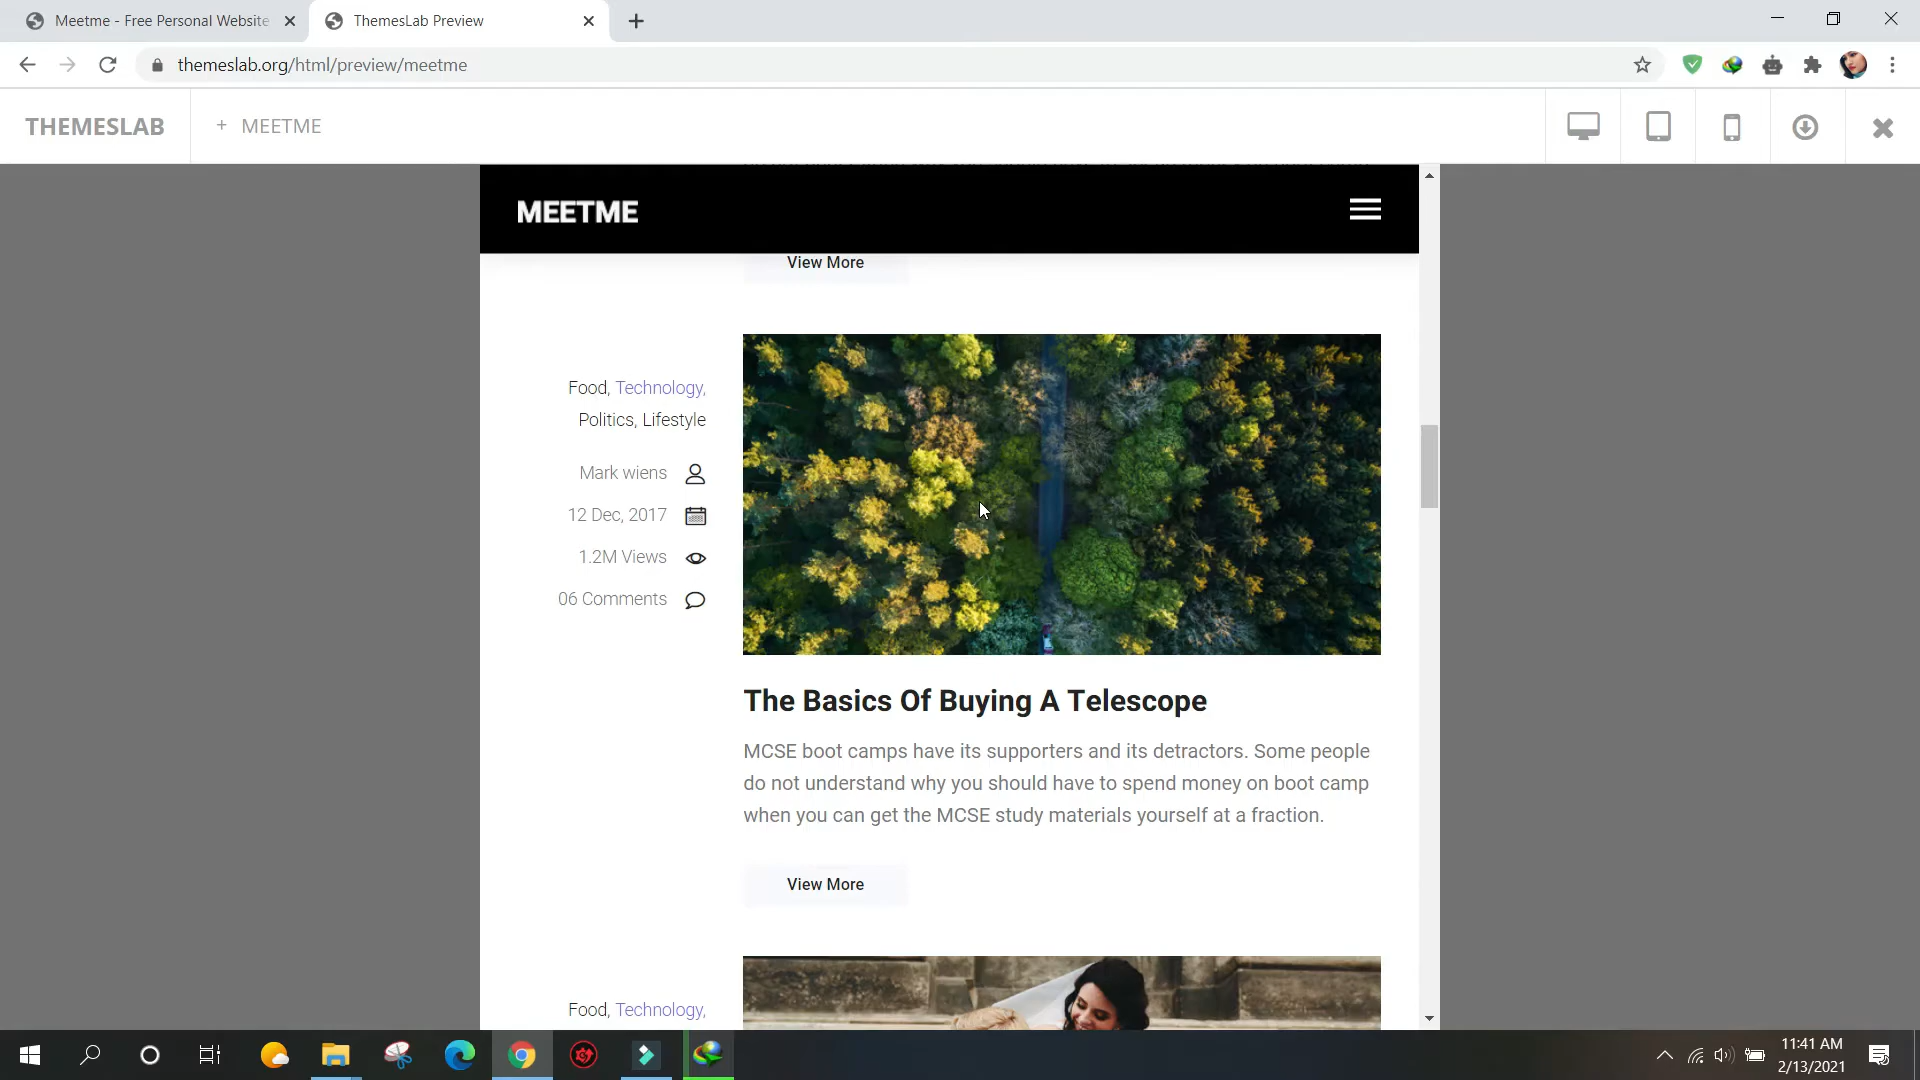 Meetme - Free Personal Website
ThemesLab Preview
themeslab.org/html/preview/meetme
THEMESLAB
+ MEETME
MEETME
View More
Food, Technology,
Politics, Lifestyle
Mark wiens
12 Dec, 2017
1.2M Views
06 Comments
The Basics Of Buying A Telescope
MCSE boot camps have its supporters and its detractors. Some people
do not understand why you should have to spend money on boot camp
when you can get the MCSE study materials yourself at a fraction.
View More
Food, Technology,
11:41 AM
2/13/2021